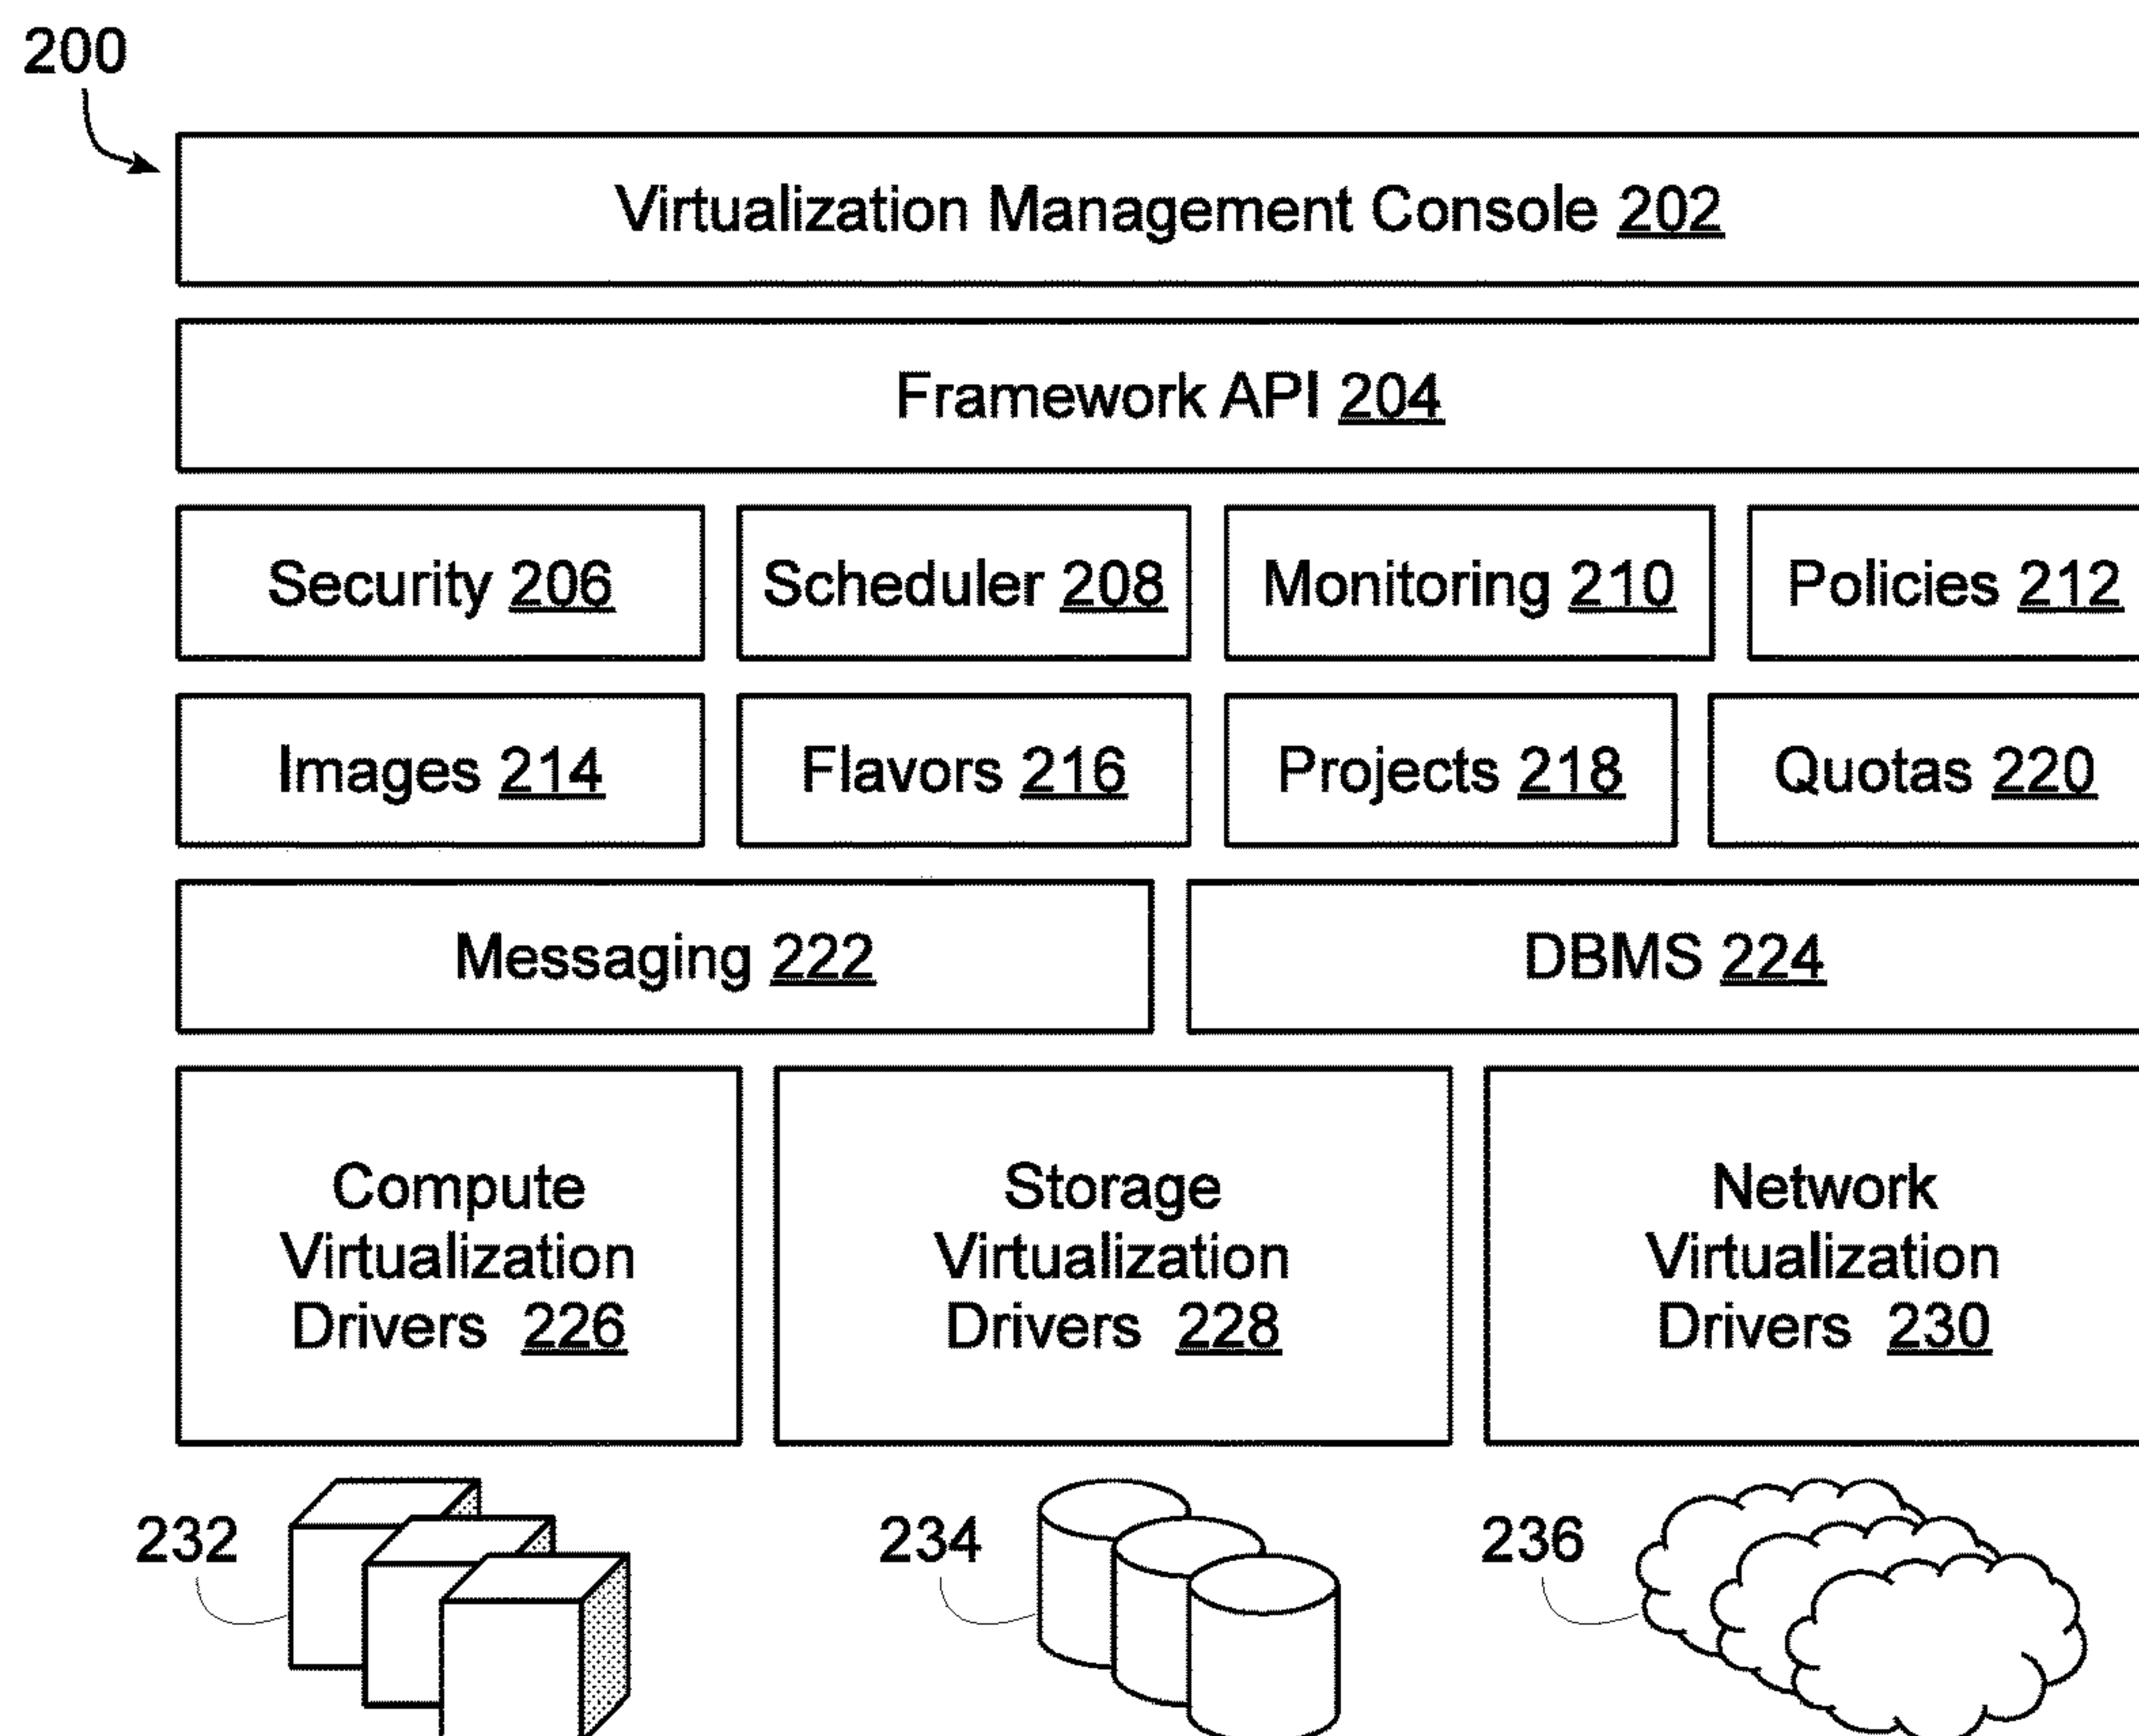 200
Virtualization Management Console 202
Framework API 204
Security 206 Scheduler 208 Monitoring 210 Policies 212
Images 214 Flavors 216 Projects 218 Quotas 220
Messaging 222 DBMS 224
Compute
Virtualization
Drivers 226
Storage
Virtualization
Drivers 228
Network
Virtualization
Drivers 230
232 234 236